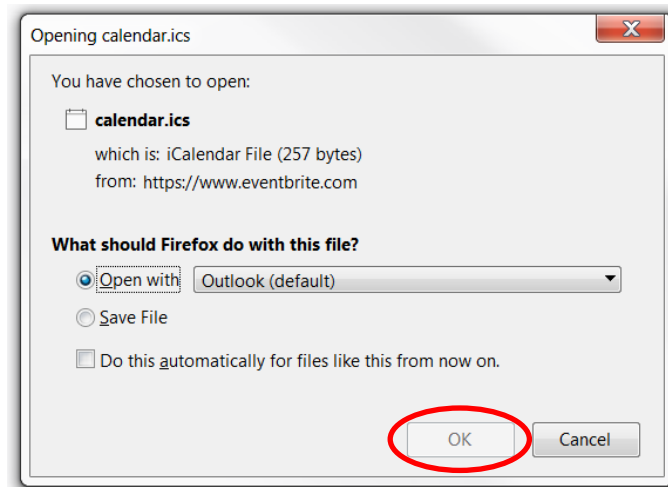 Opening calendar.ics
X
You have chosen to open:
calendar.ics
which is: iCalendar File (257 bytes)
from: https://www.eventbrite.com
What should Firefox do with this file?
Open with Outlook (default)
Save File
Do this automatically for files like this from now on.
OK Cancel